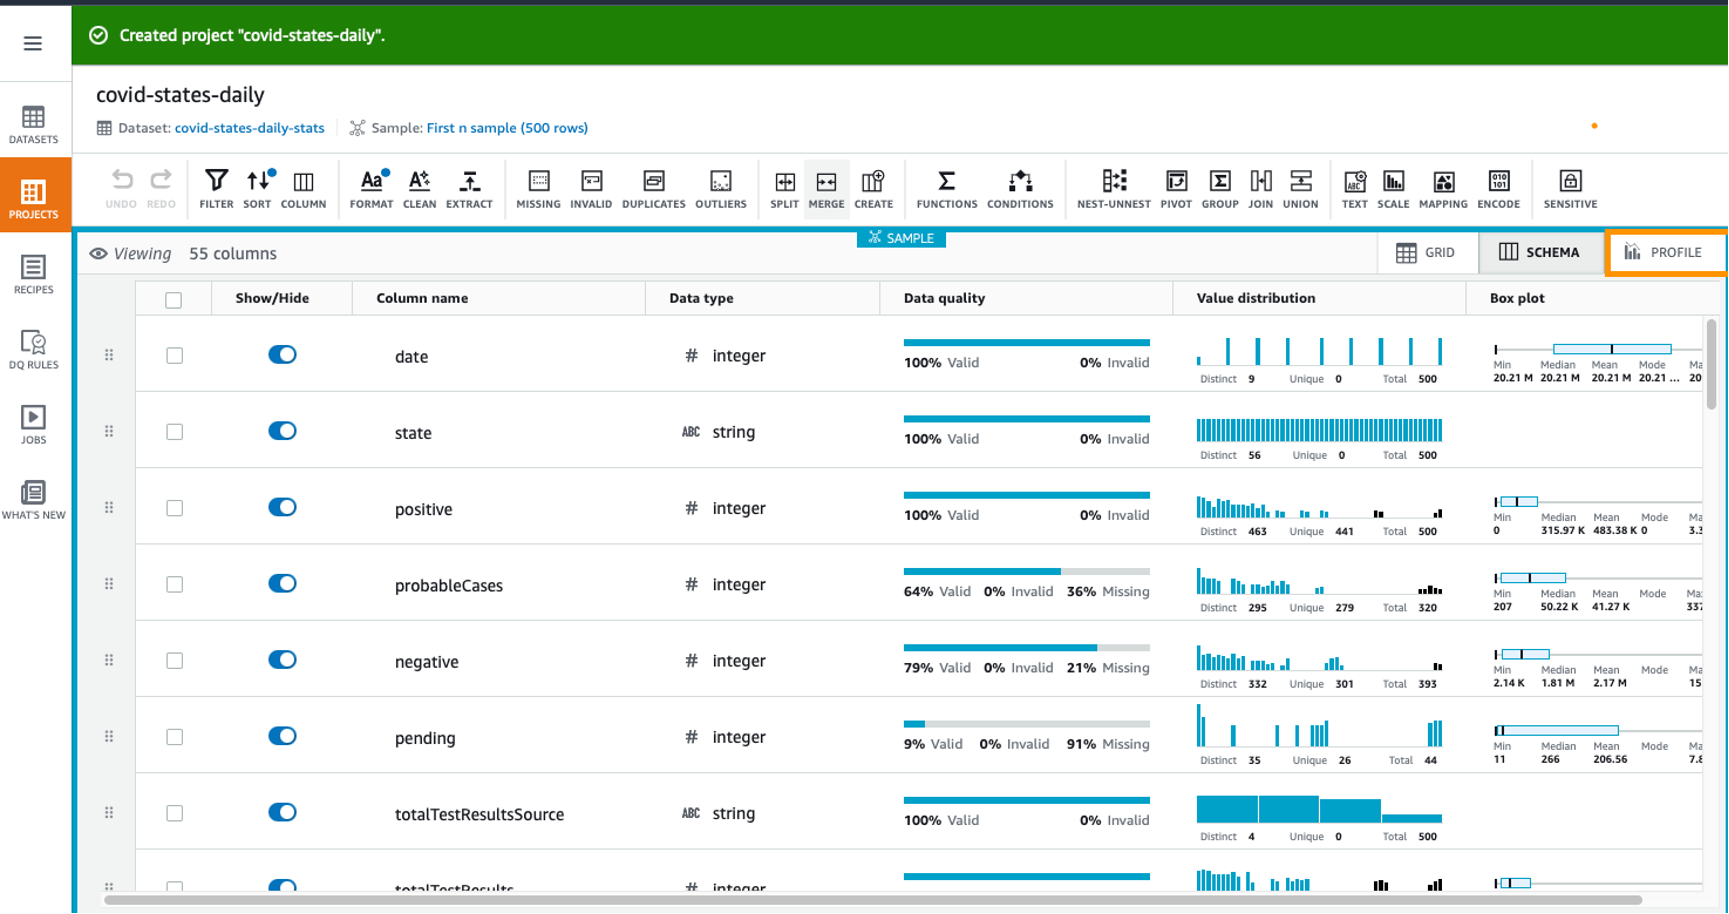 Created project "covid-states-daily".
covid-states-daily
Dataset: covid-states-daily-stats Sample: First n sample (500 rows)
DATASETS
PROJECTS
RECIPES
DQ RULES
JOBS
WHAT'S NEW
UNDO REDO FILTER SORT COLUMN FORMAT CLEAN EXTRACT MISSING INVALID DUPLICATES OUTLIERS SPLIT MERGE CREATE FUNCTIONS CONDITIONS NEST-UNNEST PIVOT GROUP JOIN UNION TEXT SCALE MAPPING ENCODE SENSITIVE
SAMPLE
Viewing 55 columns GRID SCHEMA PROFILE
Show/Hide Column name Data type Data quality Value distribution Box plot
date # integer 100% Valid 0% Invalid
Distinct 9 Unique 0 Total 500
Min Median Mean Mode Ma
20.21 M 20.21 M 20.21 M 20.21 ... 20
state ABC string 100% Valid 0% Invalid
Distinct 56 Unique 0 Total 500
positive # integer 100% Valid 0% Invalid
Distinct 463 Unique 441 Total 500
Min Median Mean Mode Ma
0 315.97 K 483.38 K 0 3.3
probableCases # integer 64% Valid 0% Invalid 36% Missing
Distinct 295 Unique 279 Total 320
Min Median Mean Mode Ma
207 50.22 K 41.27 K 337
negative # integer 79% Valid 0% Invalid 21% Missing
Distinct 332 Unique 301 Total 393
Min Median Mean Mode Ma
2.14 K 1.81 M 2.17 M 15
pending # integer 9% Valid 0% Invalid 91% Missing
Distinct 35 Unique 26 Total 44
Min Median Mean Mode Ma
11 266 206.56 7.8
totalTestResultsSource ABC string 100% Valid 0% Invalid
Distinct 4 Unique 0 Total 500
totalTestResults # integer